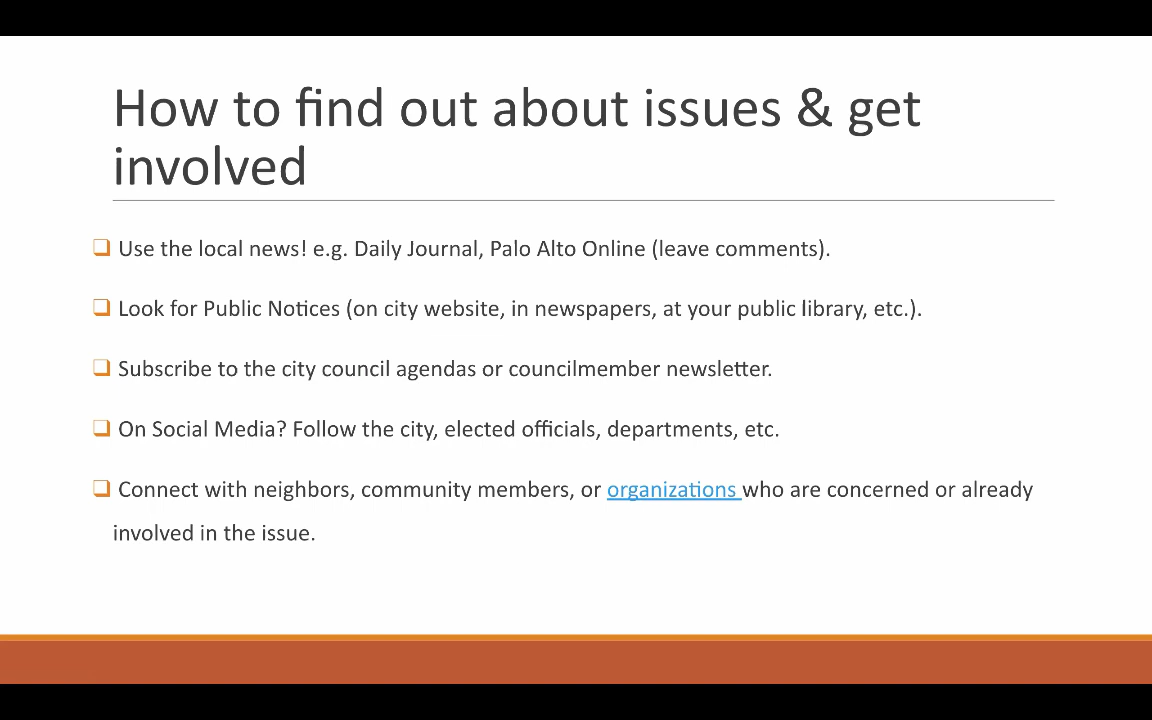 How to find out about issues & get
involved
Use the local news! e.g. Daily Journal, Palo Alto Online (leave comments).
Look for Public Notices (on city website, in newspapers, at your public library, etc.).
Subscribe to the city council agendas or councilmember newsletter.
On Social Media? Follow the city, elected officials, departments, etc.
Connect with neighbors, community members, or organizations who are concerned or already
involved in the issue.